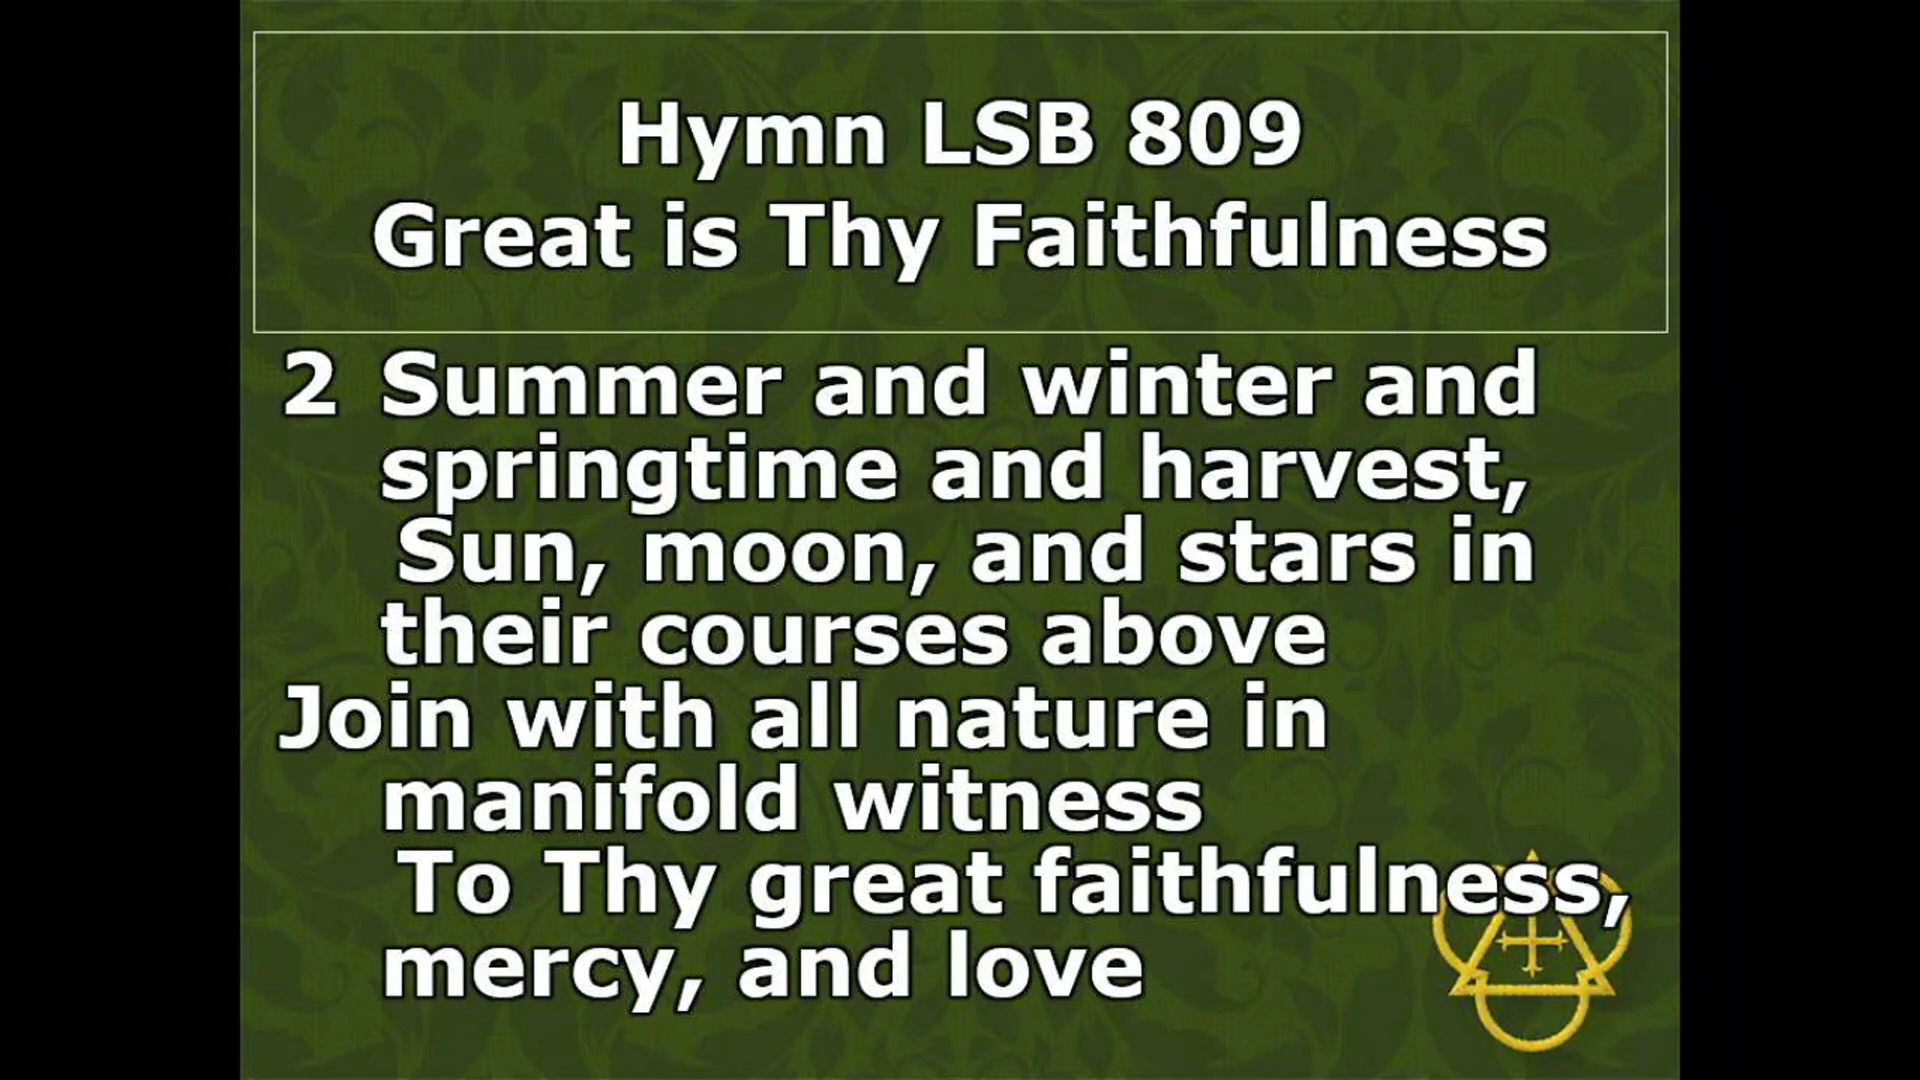 Hymn LSB 809
Great is Thy Faithfulness
2 Summer and winter and
springtime and harvest,
Sun, moon, and stars in
their courses above
Join with all nature in
manifold witness
To Thy great faithfulness,
mercy, and love